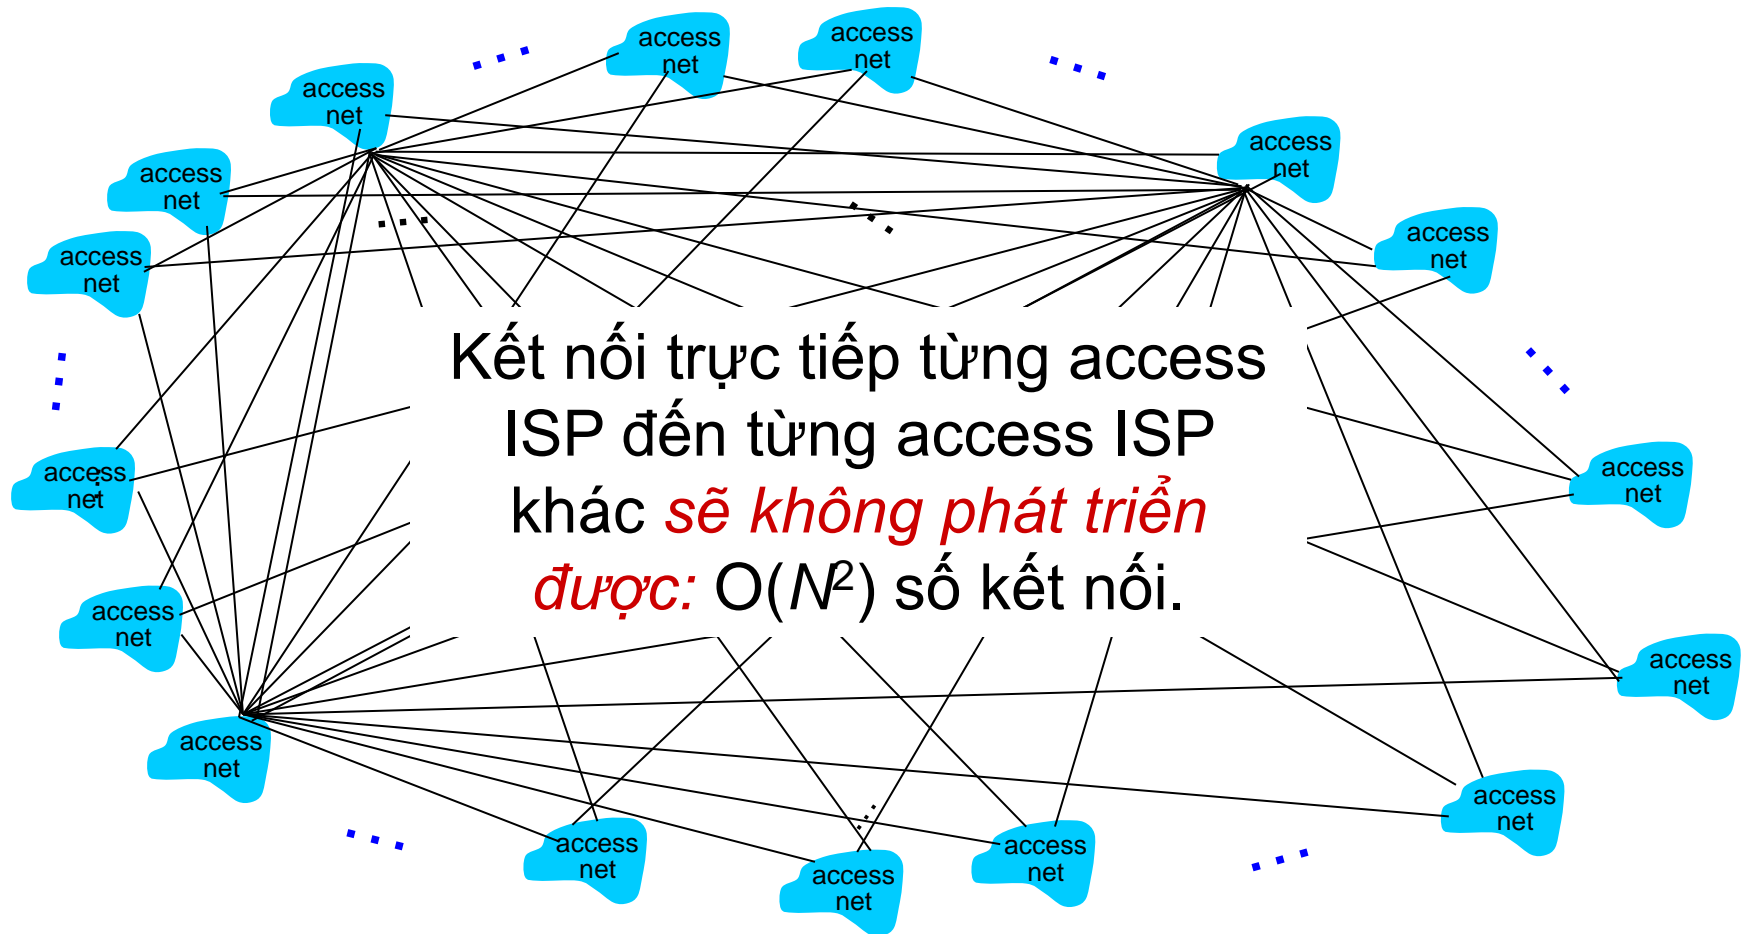 access
net
access
net
access
net
access
net
access
net
access
net
access
net
access
net
Kết nối trực tiếp từng access
ISP đến từng access ISP
khác sẽ không phát triển
được: O(N²) số kết nối.
access
net
access
net
access
net
access
net
access
net
access
net
access
net
access
net